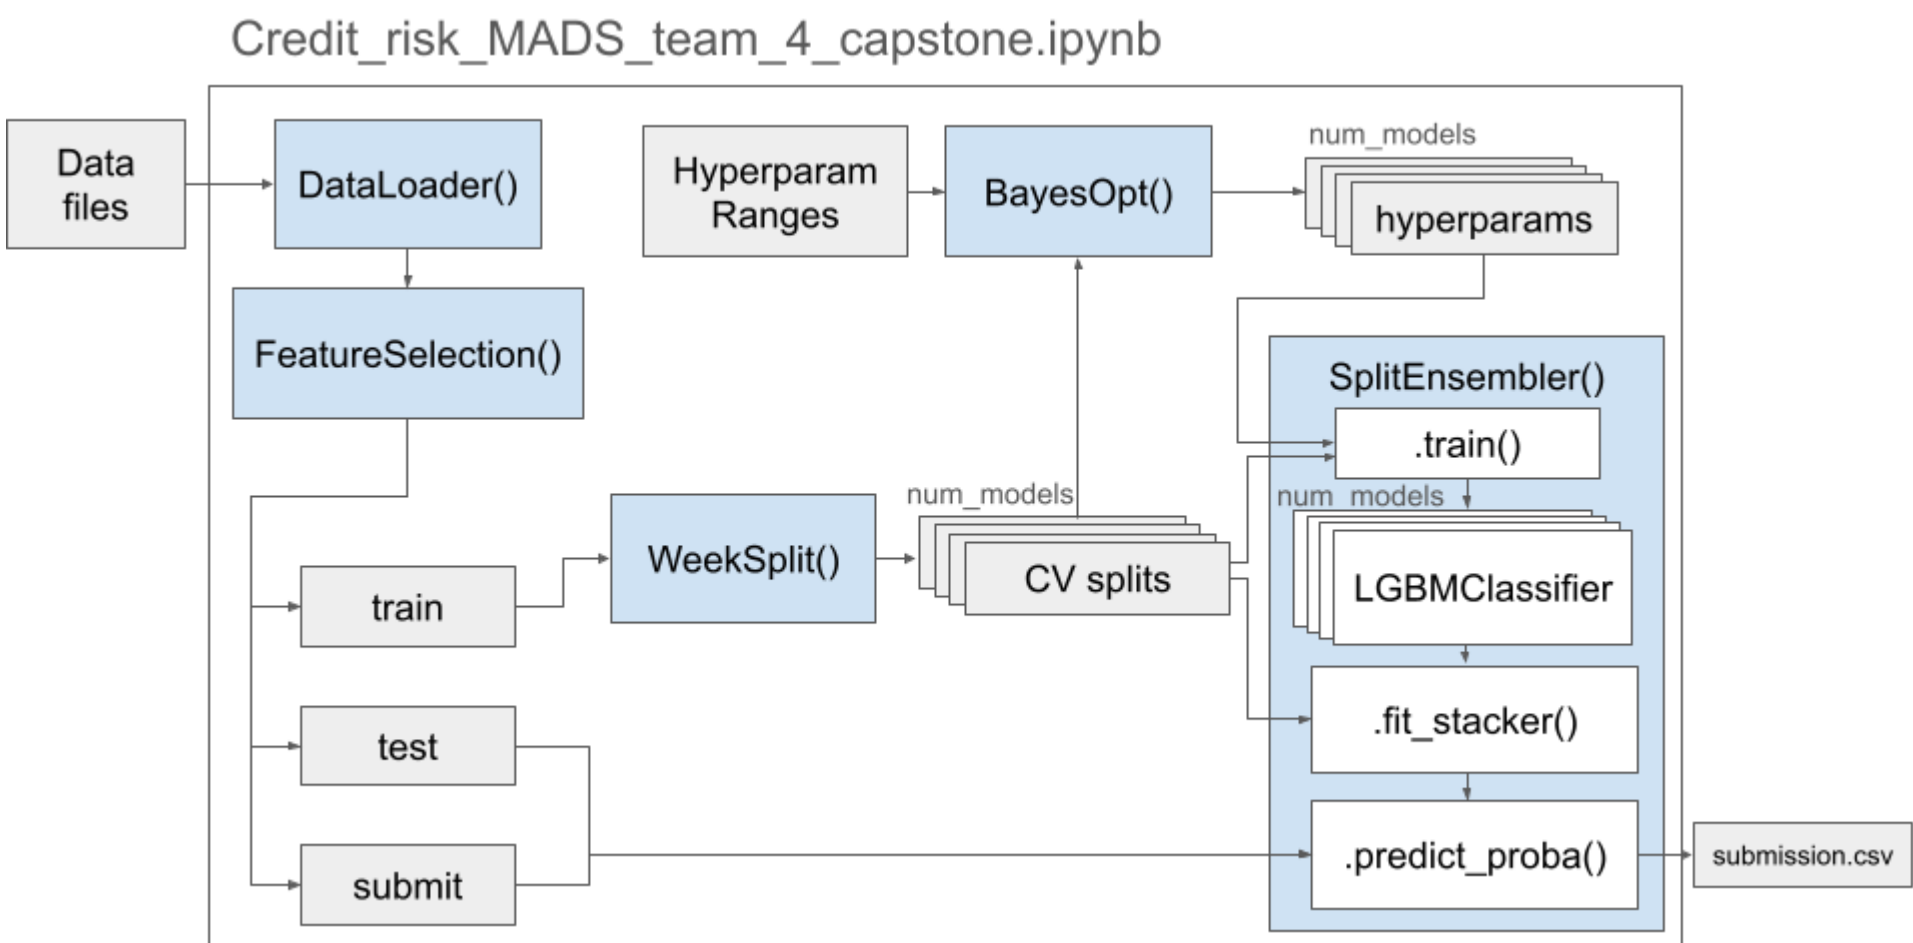 Credit_risk_MADS_team_4_capstone.ipynb
Data
files
DataLoader()
FeatureSelection()
Hyperparam
Ranges
BayesOpt()
num_models
hyperparams
SplitEnsembler()
.train()
num_models
LGBMClassifier
.fit_stacker()
.predict_proba()
num_models
CV splits
WeekSplit()
train
test
submit
submission.csv